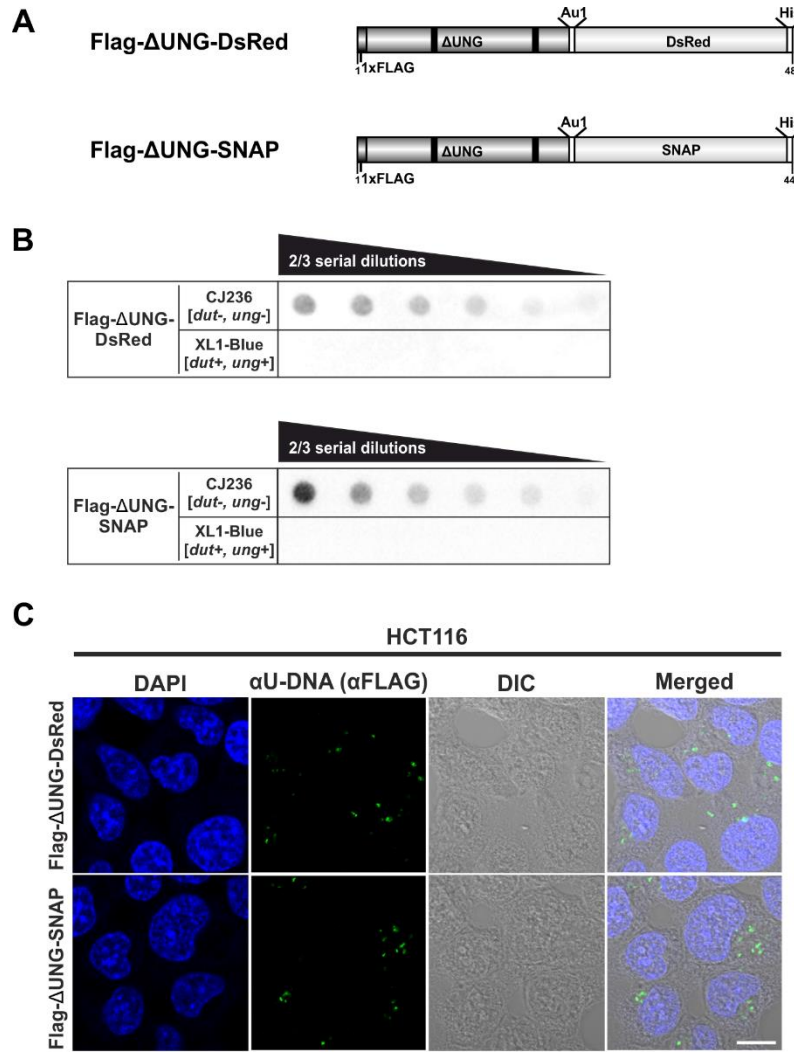 A
Flag-ΔUNG-DsRed
Au1
Hi
ΔUNG
DsRed
1
1xFLAG
48
Flag-ΔUNG-SNAP
Au1
Hi
ΔUNG
SNAP
1
1xFLAG
44
B
2/3 serial dilutions
Flag-ΔUNG-
DsRed
CJ236
[dut-, ung-]
XL1-Blue
[dut+, ung+]
2/3 serial dilutions
Flag-ΔUNG-
SNAP
CJ236
[dut-, ung-]
XL1-Blue
[dut+, ung+]
C
HCT116
DAPI αU-DNA (αFLAG) DIC Merged
Flag-ΔUNG-DsRed
Flag-ΔUNG-SNAP